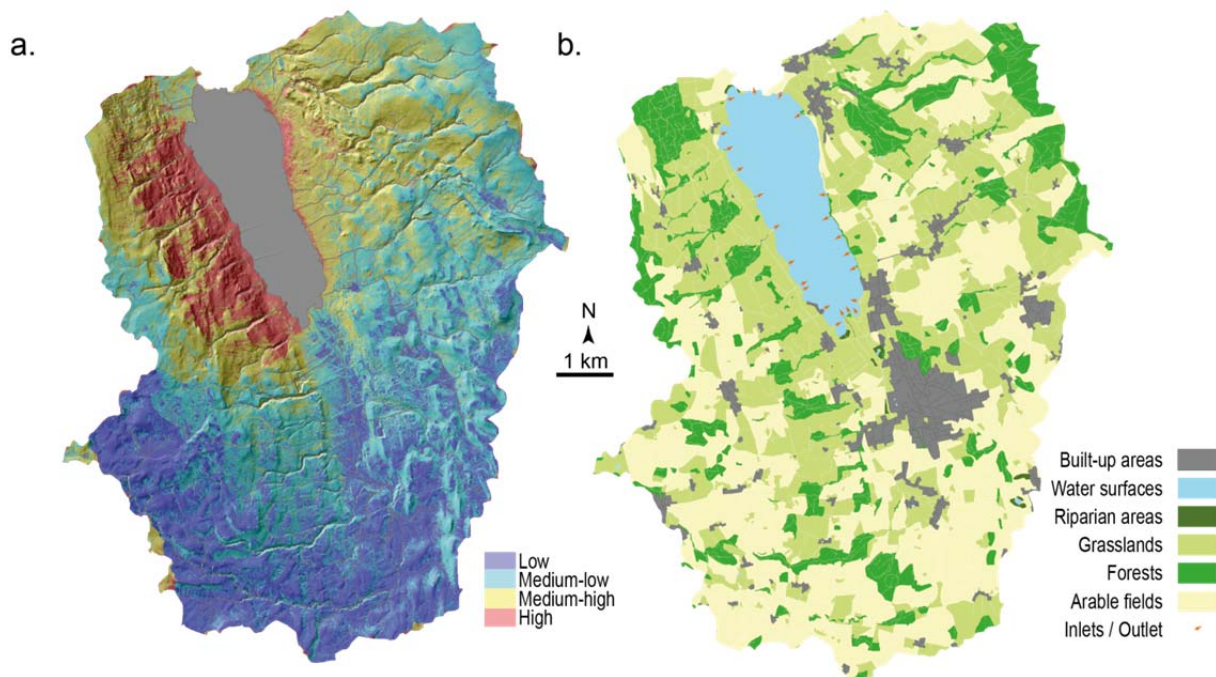 a.
b.
N
1 km
Low
Medium-low
Medium-high
High
Built-up areas
Water surfaces
Riparian areas
Grasslands
Forests
Arable fields
Inlets / Outlet